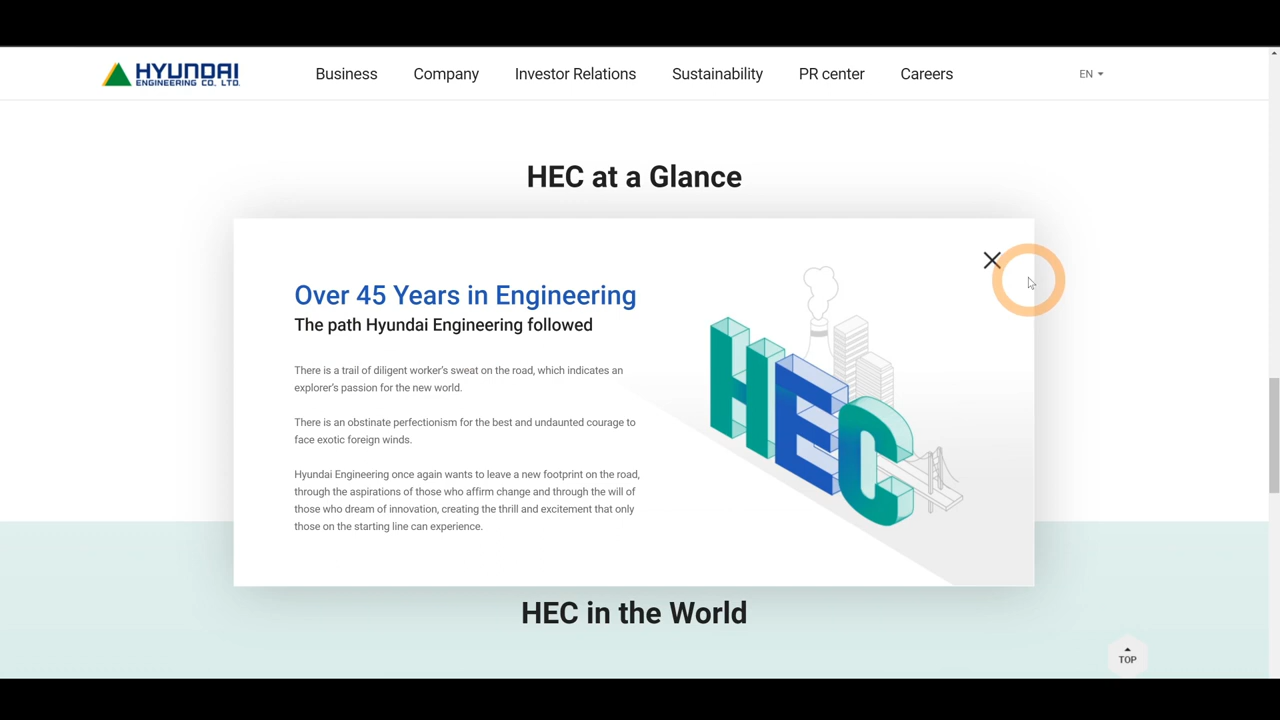 HYUNDAI
ENGINEERING CO., LTD.
Business
Company
Investor Relations
Sustainability
PR center
Careers
EN
HEC at a Glance
Over 45 Years in Engineering
The path Hyundai Engineering followed
There is a trail of diligent worker's sweat on the road, which indicates an
explorer's passion for the new world.
There is an obstinate perfectionism for the best and undaunted courage to
face exotic foreign winds.
Hyundai Engineering once again wants to leave a new footprint on the road,
through the aspirations of those who affirm change and through the will of
those who dream of innovation, creating the thrill and excitement that only
those on the starting line can experience.
HEC
HEC in the World
TOP